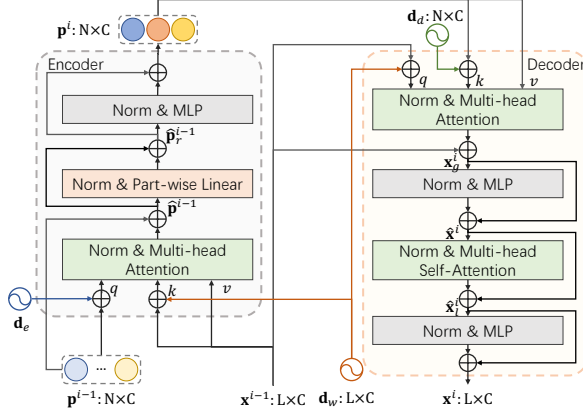 𝐩^i: N×C
𝐝_d: N×C
Encoder
Decoder
q
k
v
Norm & MLP
Norm & Multi-head
Attention
𝐩̂_r^{i−1}
𝐱_g^i
Norm & Part-wise Linear
Norm & MLP
𝐩̂^{i−1}
𝐱̂^i
Norm & Multi-head
Attention
Norm & Multi-head
Self-Attention
q
k
v
𝐱̂_l^i
𝐝_e
Norm & MLP
...
𝐩^{i−1}: N×C
𝐱^{i−1}: L×C
𝐝_w: L×C
𝐱^i: L×C